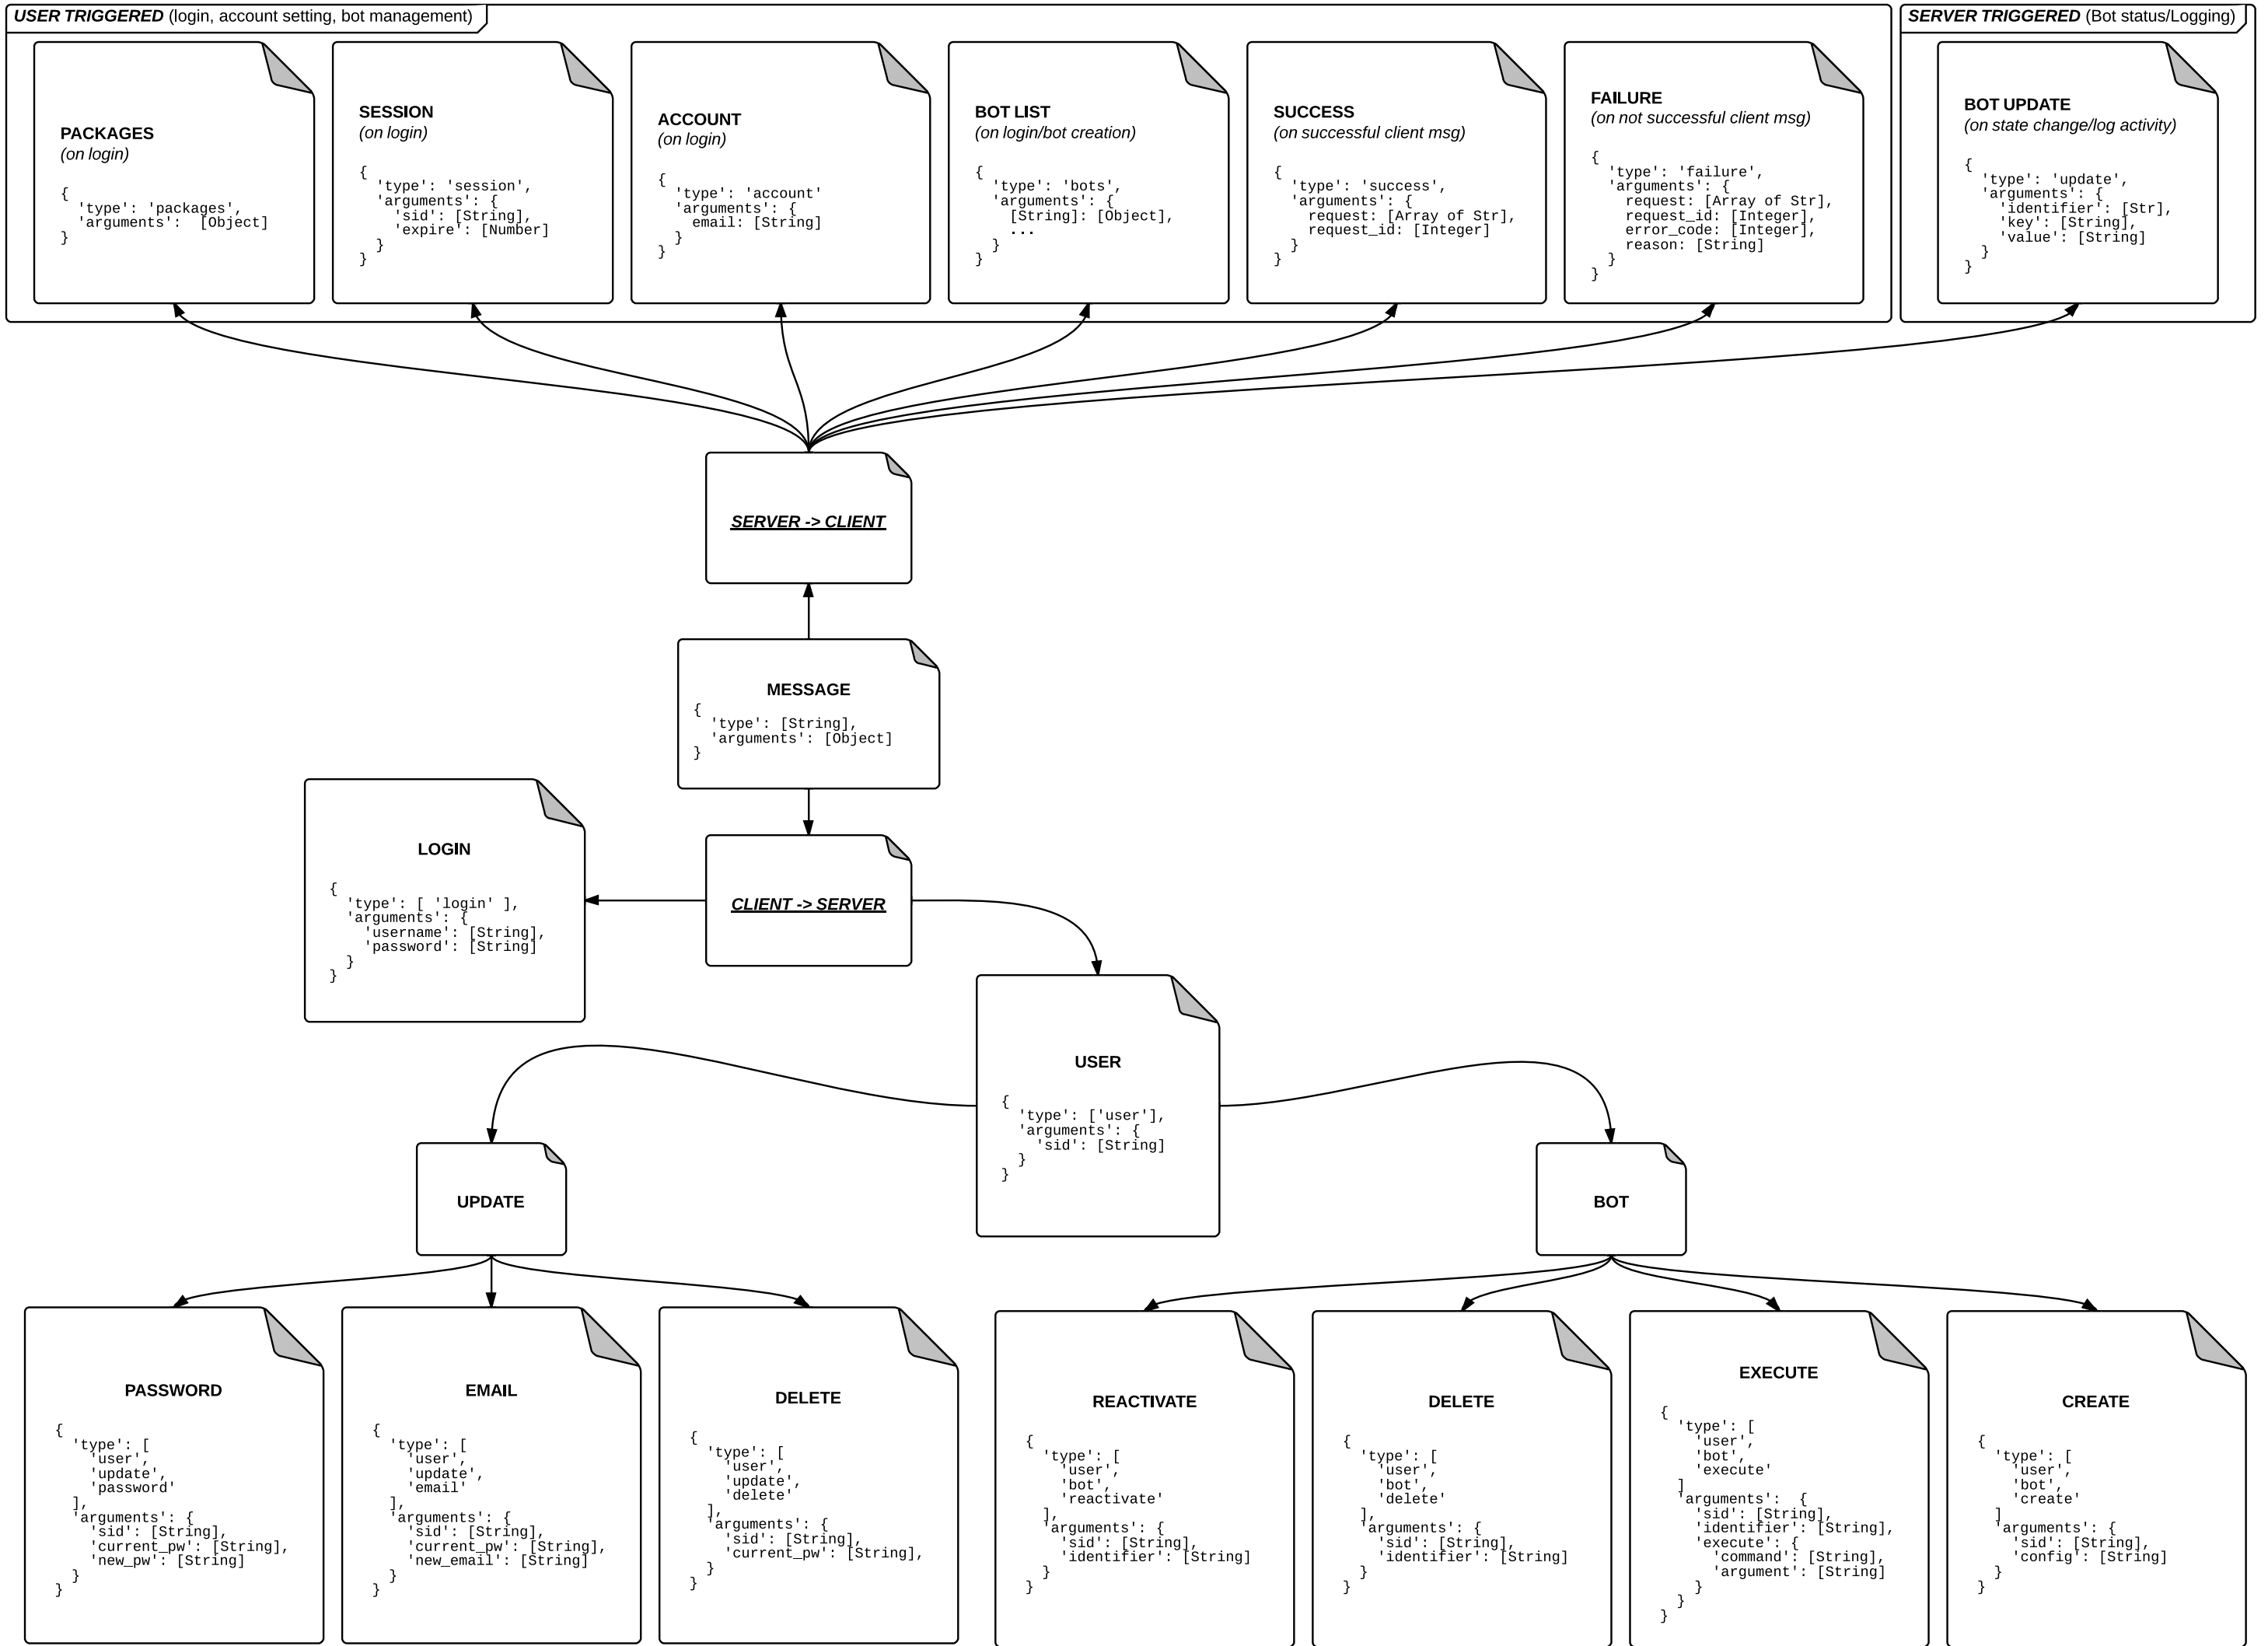 USER TRIGGERED (login, account setting, bot management)
SERVER TRIGGERED (Bot status/Logging)
PACKAGES
(on login)
{
  'type': 'packages',
  'arguments':  [Object]
}
SESSION
(on login)
{
  'type': 'session',
  'arguments': {
    'sid': [String],
    'expire': [Number]
  }
}
ACCOUNT
(on login)
{
  'type': 'account'
  'arguments': {
    email: [String]
  }
}
BOT LIST
(on login/bot creation)
{
  'type': 'bots',
  'arguments': {
    [String]: [Object],
    ...
  }
}
SUCCESS
(on successful client msg)
{
  'type': 'success',
  'arguments': {
    request: [Array of Str],
    request_id: [Integer]
  }
}
FAILURE
(on not successful client msg)
{
  'type': 'failure',
  'arguments': {
    request: [Array of Str],
    request_id: [Integer],
    error_code: [Integer],
    reason: [String]
  }
}
BOT UPDATE
(on state change/log activity)
{
  'type': 'update',
  'arguments': {
    'identifier': [Str],
    'key': [String],
    'value': [String]
  }
}
SERVER -> CLIENT
MESSAGE
{
  'type': [String],
  'arguments': [Object]
}
LOGIN
{
  'type': [ 'login' ],
  'arguments': {
    'username': [String],
    'password': [String]
  }
}
CLIENT -> SERVER
USER
{
  'type': ['user'],
  'arguments': {
    'sid': [String]
  }
}
UPDATE
BOT
PASSWORD
{
  'type': [
    'user',
    'update',
    'password'
  ],
  'arguments': {
    'sid': [String],
    'current_pw': [String],
    'new_pw': [String]
  }
}
EMAIL
{
  'type': [
    'user',
    'update',
    'email'
  ],
  'arguments': {
    'sid': [String],
    'current_pw': [String],
    'new_email': [String]
  }
}
DELETE
{
  'type': [
    'user',
    'update',
    'delete'
  ],
  'arguments': {
    'sid': [String],
    'current_pw': [String],
  }
}
REACTIVATE
{
  'type': [
    'user',
    'bot',
    'reactivate'
  ],
  'arguments': {
    'sid': [String],
    'identifier': [String]
  }
}
DELETE
{
  'type': [
    'user',
    'bot',
    'delete'
  ],
  'arguments': {
    'sid': [String],
    'identifier': [String]
  }
}
EXECUTE
{
  'type': [
    'user',
    'bot',
    'execute'
  ]
  'arguments':  {
    'sid': [String],
    'identifier': [String],
    'execute': {
      'command': [String],
      'argument': [String]
    }
  }
}
CREATE
{
  'type': [
    'user',
    'bot',
    'create'
  ]
  'arguments': {
    'sid': [String],
    'config': [String]
  }
}